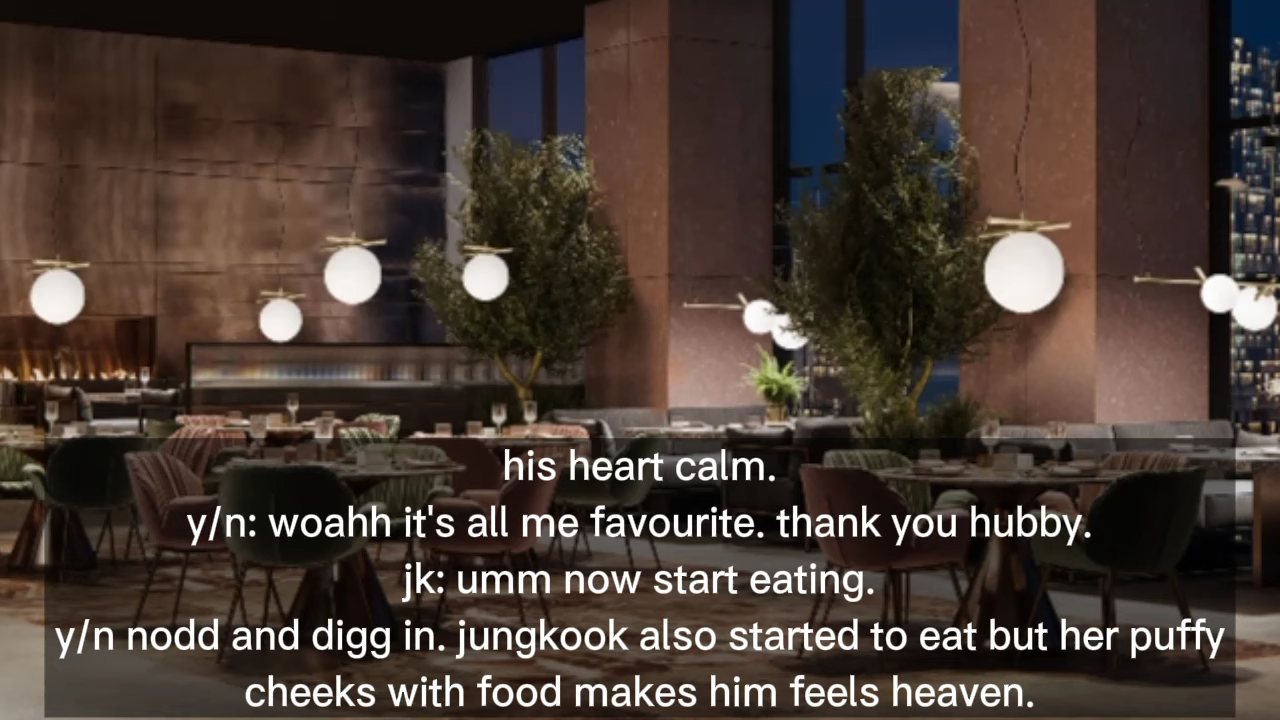 his heart calm.
y/n: woahh it's all me favourite. thank you hubby.
jk: umm now start eating.
y/n nodd and digg in. jungkook also started to eat but her puffy
cheeks with food makes him feels heaven.